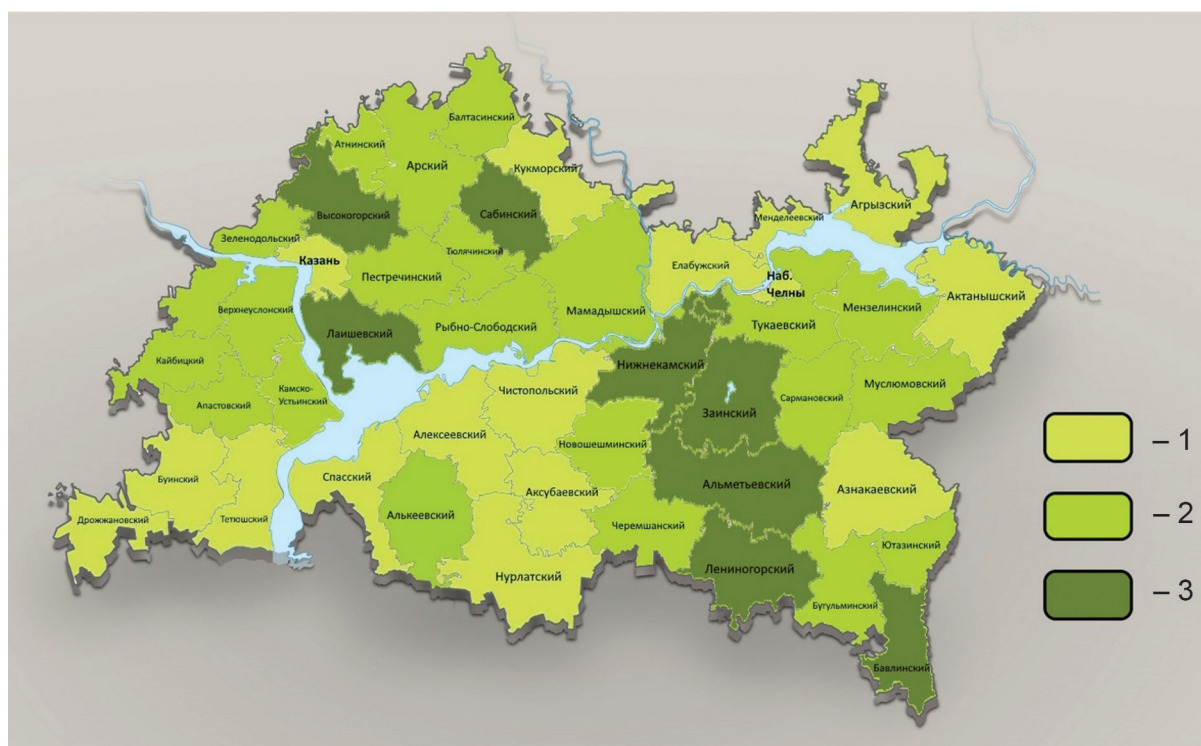 Балтасинский
Атнинский
Арский
Кукморский
Высокогорский
Сабинский
Агрызский
Менделеевский
Зеленодольский
Казань
Тюлячинский
Пестречинский
Елабужский
Наб.
Челны
Актанышский
Верхнеуслонский
Лаишевский
Рыбно-Слободский
Мамадышский
Тукаевский
Мензелинский
Кайбицкий
Нижнекамский
Муслюмовский
Камско-
Устьинский
Апастовский
Чистопольский
Заинский
Сармановский
Алексеевский
Новошешминский
– 1
Буинский
Спасский
Аксубаевский
Альметьевский
Азнакаевский
Дрожжановский
Тетюшский
Алькеевский
Черемшанский
– 2
Ютазинский
Нурлатский
Лениногорский
Бугульминский
– 3
Бавлинский